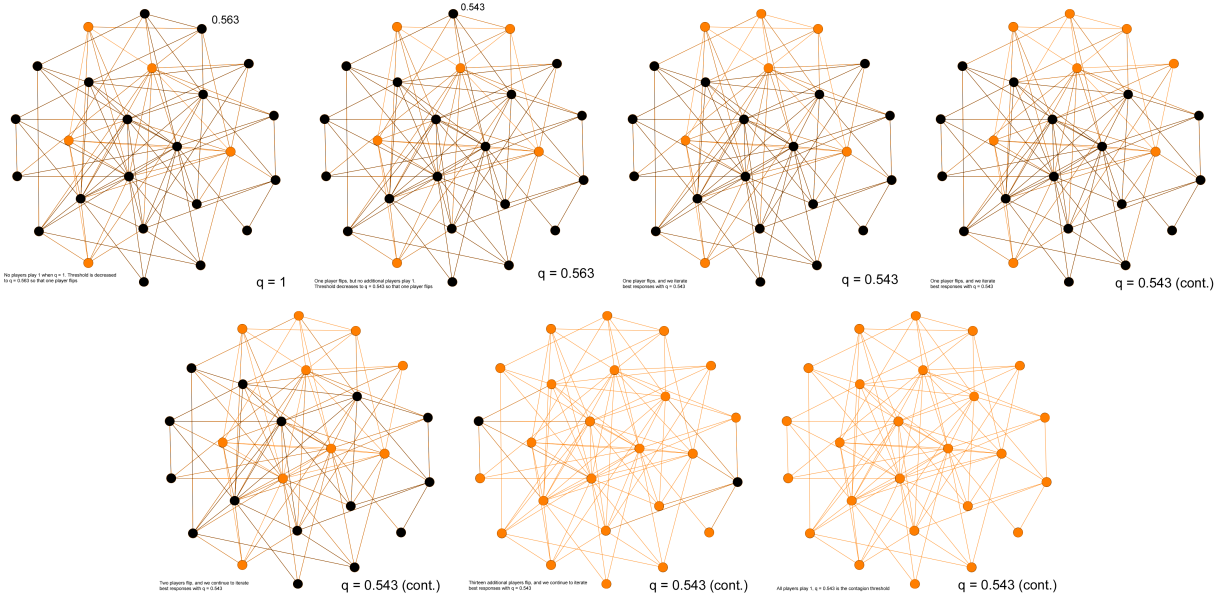 0.563
No players play 1 when q = 1. Threshold is decreased
to q = 0.563 so that one player flips
q = 1
0.543
One player flips, but no additional players play 1.
Threshold decreases to q = 0.543 so that one player flips
q = 0.563
One player flips, and we iterate
best responses with q = 0.543
q = 0.543
One player flips, and we iterate
best responses with q = 0.543
q = 0.543 (cont.)
Two players flip, and we continue to iterate
best responses with q = 0.543
q = 0.543 (cont.)
Thirteen additional players flip, and we continue to iterate
best responses with q = 0.543
q = 0.543 (cont.)
All players play 1; q = 0.543 is the contagion threshold
q = 0.543 (cont.)